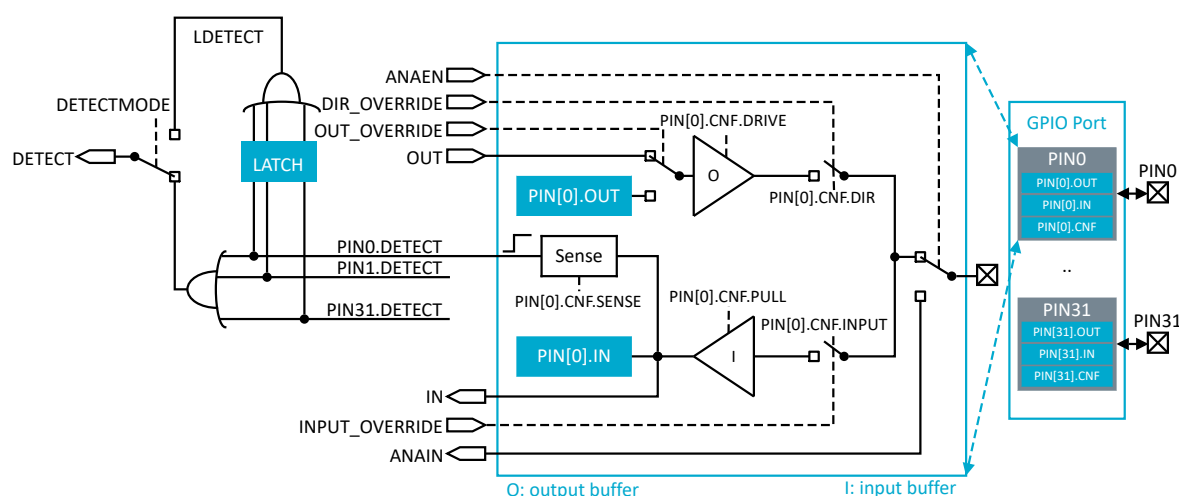 LDETECT
ANAEN
DETECTMODE
DIR_OVERRIDE
OUT_OVERRIDE
PIN[0].CNF.DRIVE
GPIO Port
DETECT
OUT
LATCH
O
PIN0
PIN0
PIN[0].OUT
PIN[0].OUT
PIN[0].CNF.DIR
PIN[0].IN
PIN[0].CNF
PIN0.DETECT
Sense
PIN1.DETECT
..
PIN[0].CNF.SENSE
PIN[0].CNF.PULL
PIN31.DETECT
PIN[0].CNF.INPUT
PIN31
PIN31
PIN[31].OUT
PIN[0].IN
I
PIN[31].IN
PIN[31].CNF
IN
INPUT_OVERRIDE
ANAIN
O: output buffer
I: input buffer